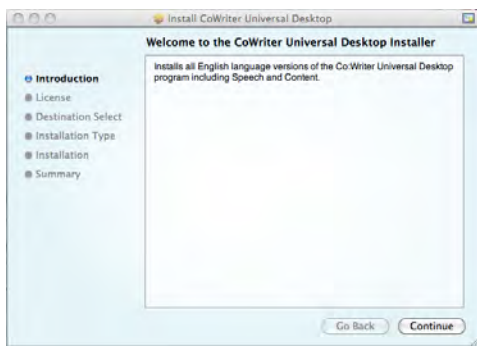 Install CoWriter Universal Desktop
Welcome to the CoWriter Universal Desktop Installer
Introduction
License
Destination Select
Installation Type
Installation
Summary
Installs all English language versions of the Co:Writer Universal Desktop
program including Speech and Content.
Go Back
Continue